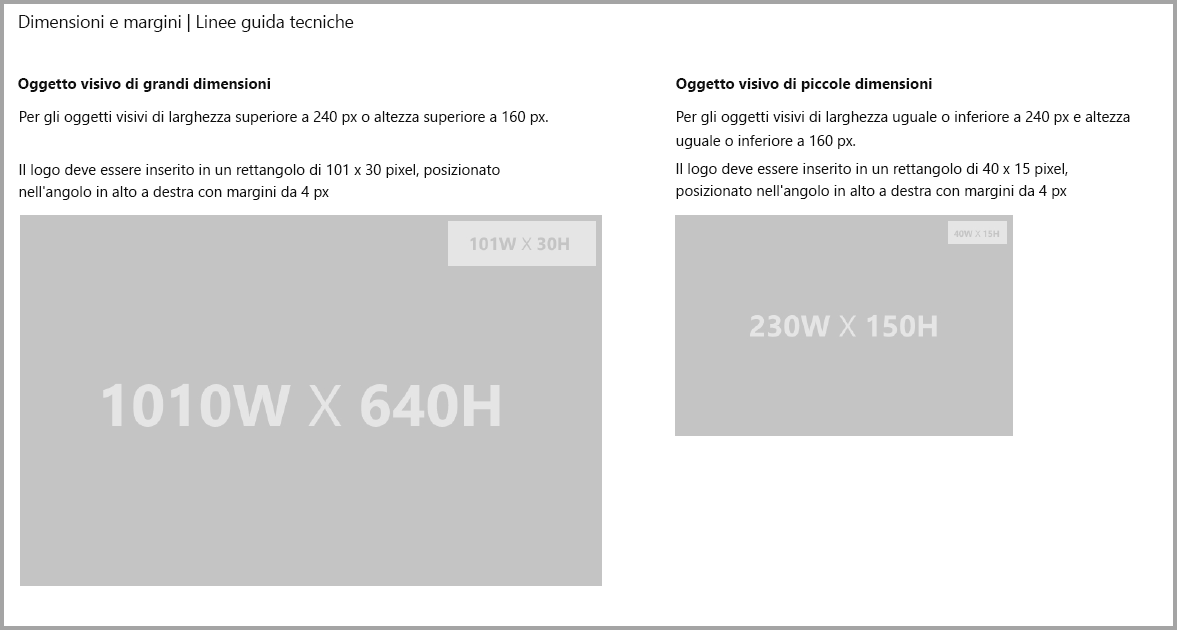 Dimensioni e margini | Linee guida tecniche
Oggetto visivo di grandi dimensioni
Per gli oggetti visivi di larghezza superiore a 240 px o altezza superiore a 160 px.
Il logo deve essere inserito in un rettangolo di 101 x 30 pixel, posizionato
nell'angolo in alto a destra con margini da 4 px
101W X 30H
1010W X 640H
Oggetto visivo di piccole dimensioni
Per gli oggetti visivi di larghezza uguale o inferiore a 240 px e altezza
uguale o inferiore a 160 px.
Il logo deve essere inserito in un rettangolo di 40 x 15 pixel,
posizionato nell'angolo in alto a destra con margini da 4 px
40W X 15H
230W X 150H